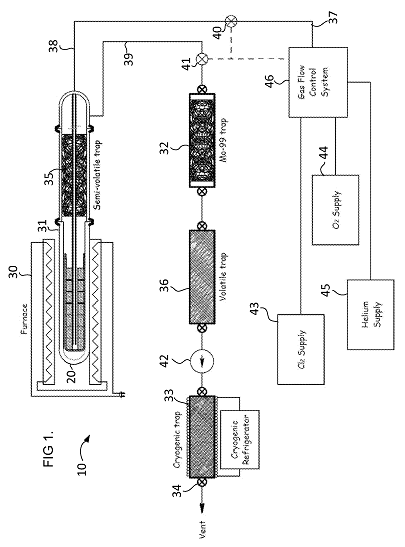 FIG 1.
10
Furnace
30
20
31
Semi-volatile trap
35
38
39
40
37
41
46
Gas Flow
Control
System
32
Mo-99 trap
44
O2 Supply
36
Volatile trap
45
Helium
Supply
43
Cl2 Supply
42
33
Cryogenic trap
Cryogenic
Refrigerator
34
Vent